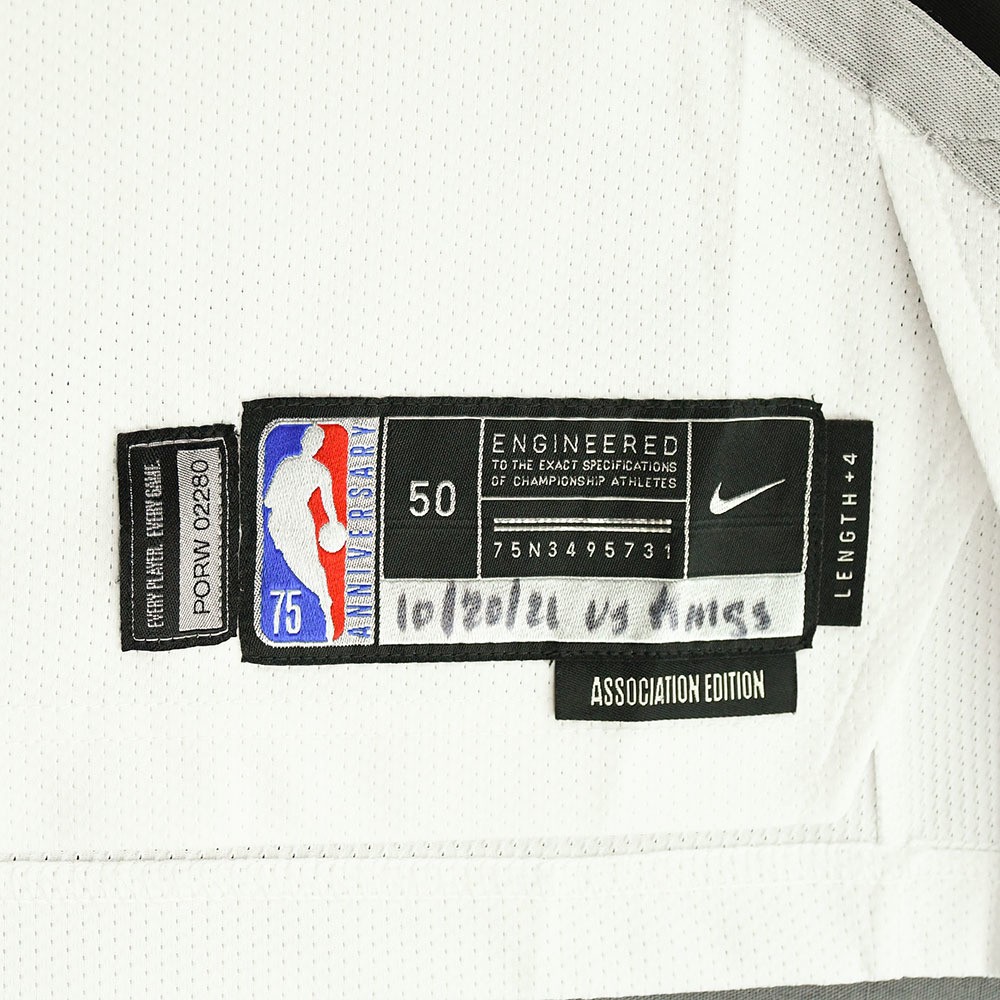 EVERY PLAYER. EVERY GAME.
PORW 02280
75
ANNIVERSARY
50
ENGINEERED
TO THE EXACT SPECIFICATIONS
OF CHAMPIONSHIP ATHLETES
75N3495731
10/20/21 vs Kings
LENGTH+4
ASSOCIATION EDITION